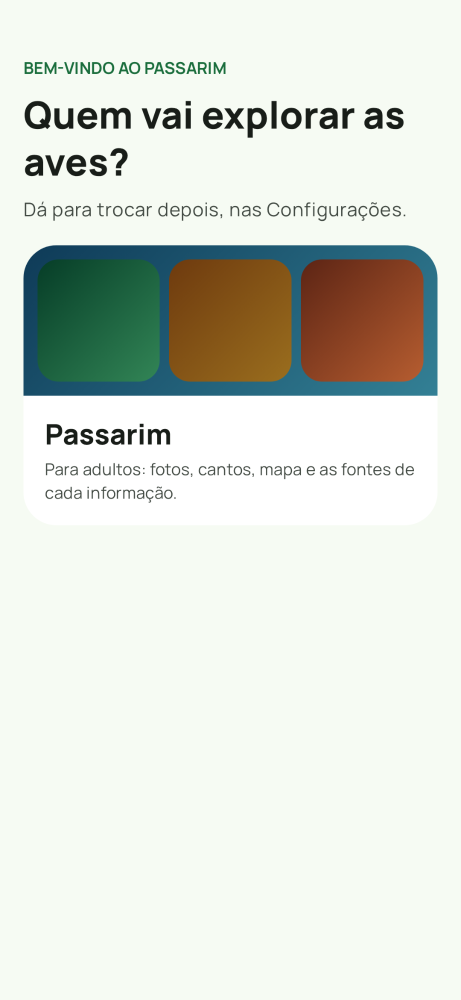 BEM-VINDO AO PASSARIM
Quem vai explorar as
aves?
Dá para trocar depois, nas Configurações.
Passarim
Para adultos: fotos, cantos, mapa e as fontes de
cada informação.